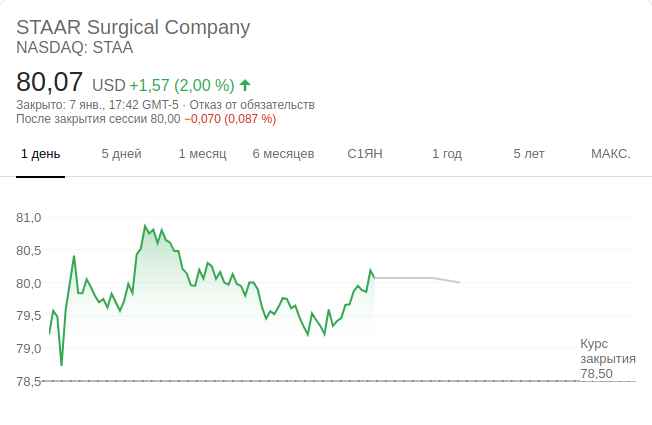 STAAR Surgical Company
NASDAQ: STAA
80,07 USD +1,57 (2,00 %)
Закрыто: 7 янв., 17:42 GMT-5 · Отказ от обязательств
После закрытия сессии 80,00 −0,070 (0,087 %)
1 день 5 дней 1 месяц 6 месяцев С1ЯН 1 год 5 лет МАКС.
81,0
80,5
80,0
79,5
79,0
78,5
Курс
закрытия
78,50